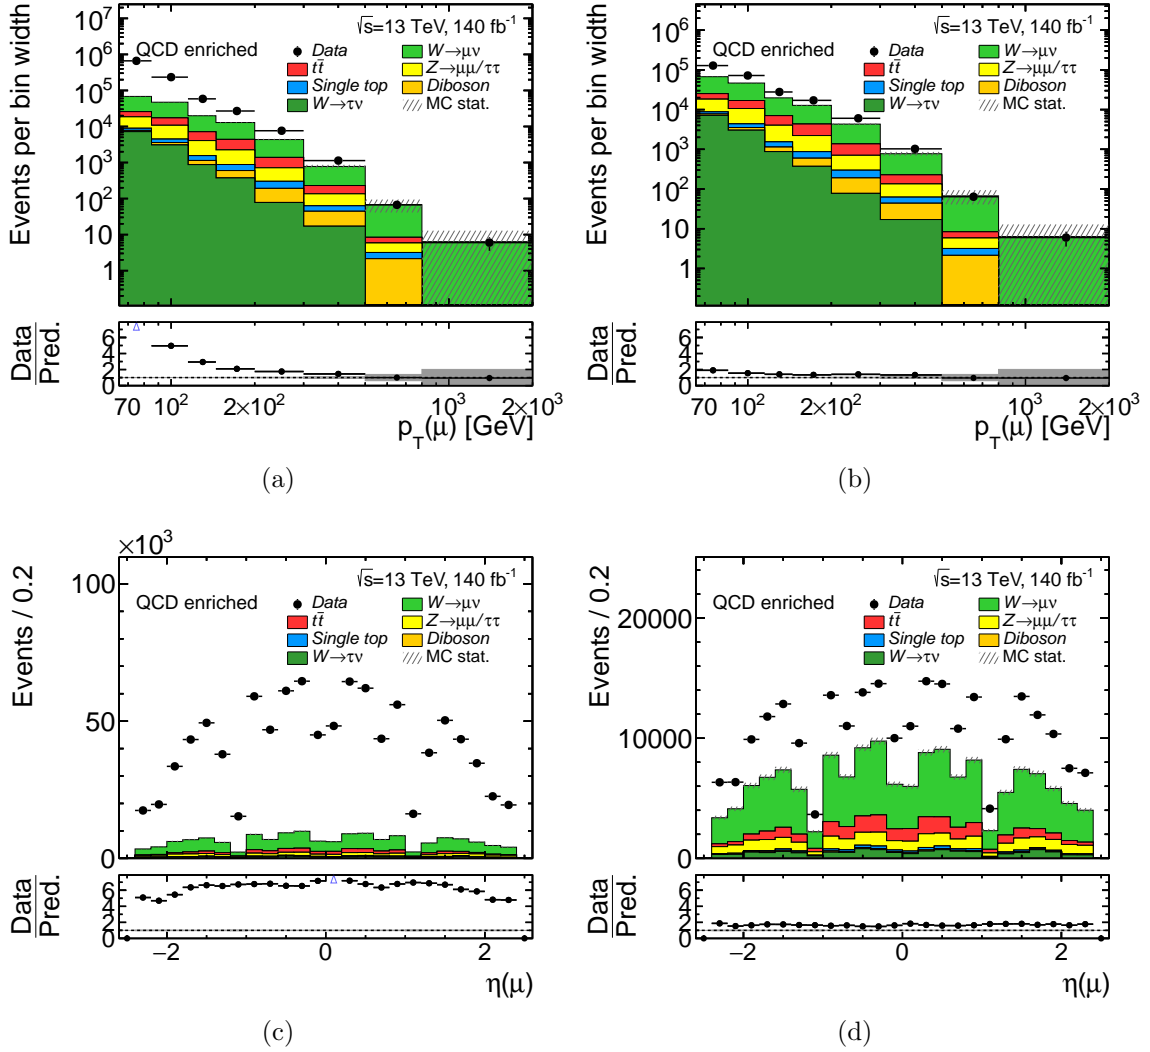 Events per bin width
10⁷
10⁶
10⁵
10⁴
10³
10²
10
1
√s=13 TeV, 140 fb⁻¹
QCD enriched
Data
tt̄
Single top
W→τν
W→μν
Z→μμ/ττ
Diboson
MC stat.
Data
Pred.
6
4
2
0
70 10² 2×10² 10³ 2×10³
p_T(μ) [GeV]
(a)
Events per bin width
10⁶
10⁵
10⁴
10³
10²
10
1
√s=13 TeV, 140 fb⁻¹
QCD enriched
Data
tt̄
Single top
W→τν
W→μν
Z→μμ/ττ
Diboson
MC stat.
Data
Pred.
6
4
2
0
70 10² 2×10² 10³ 2×10³
p_T(μ) [GeV]
(b)
×10³
Events / 0.2
100
50
0
√s=13 TeV, 140 fb⁻¹
QCD enriched
Data
tt̄
Single top
W→τν
W→μν
Z→μμ/ττ
Diboson
MC stat.
Data
Pred.
6
4
2
0
−2 0 2
η(μ)
(c)
Events / 0.2
20000
10000
0
√s=13 TeV, 140 fb⁻¹
QCD enriched
Data
tt̄
Single top
W→τν
W→μν
Z→μμ/ττ
Diboson
MC stat.
Data
Pred.
6
4
2
0
−2 0 2
η(μ)
(d)